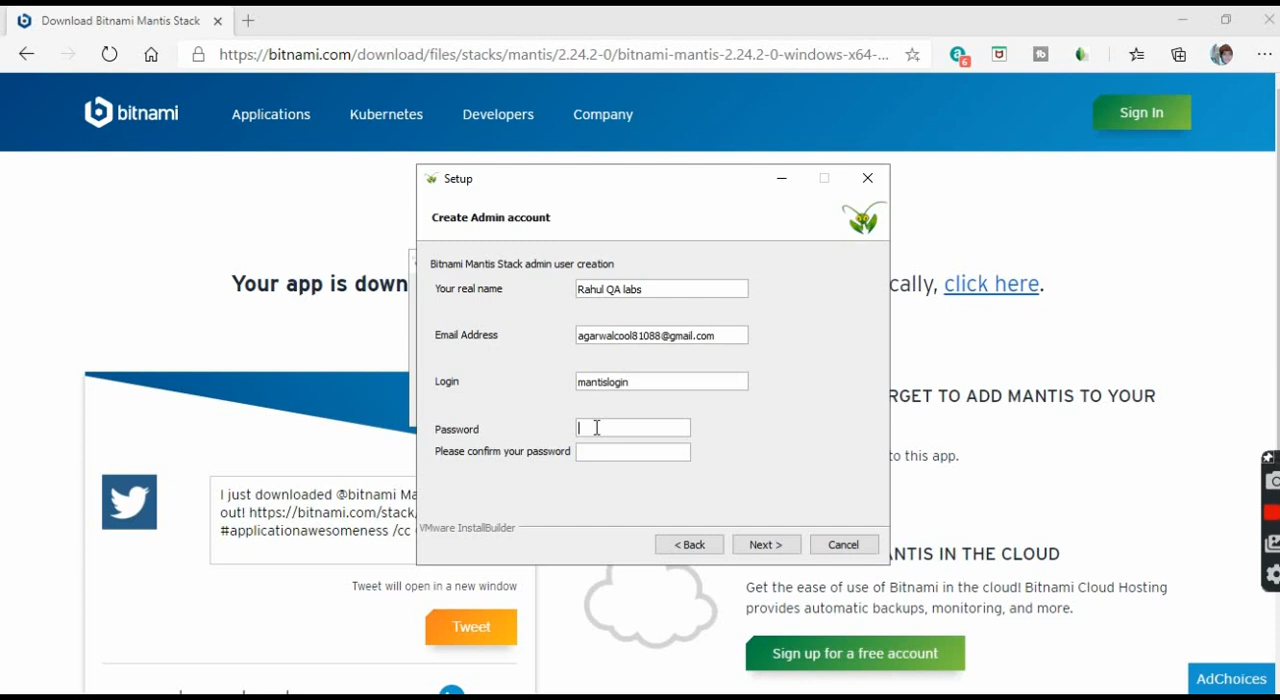 Download Bitnami Mantis Stack
https://bitnami.com/download/files/stacks/mantis/2.24.2-0/bitnami-mantis-2.24.2-0-windows-x64-...
6
bitnami
Applications
Kubernetes
Developers
Company
Sign In
Setup
Create Admin account
Bitnami Mantis Stack admin user creation
Your real name
Rahul QA labs
Email Address
agarwalcool81088@gmail.com
Login
mantislogin
Password
Please confirm your password
VMware InstallBuilder
< Back
Next >
Cancel
Your app is down
cally, click here.
RGET TO ADD MANTIS TO YOUR
to this app.
I just downloaded @bitnami Ma
out! https://bitnami.com/stack/
#applicationawesomeness /cc
Tweet will open in a new window
Tweet
ANTIS IN THE CLOUD
Get the ease of use of Bitnami in the cloud! Bitnami Cloud Hosting
provides automatic backups, monitoring, and more.
Sign up for a free account
AdChoices